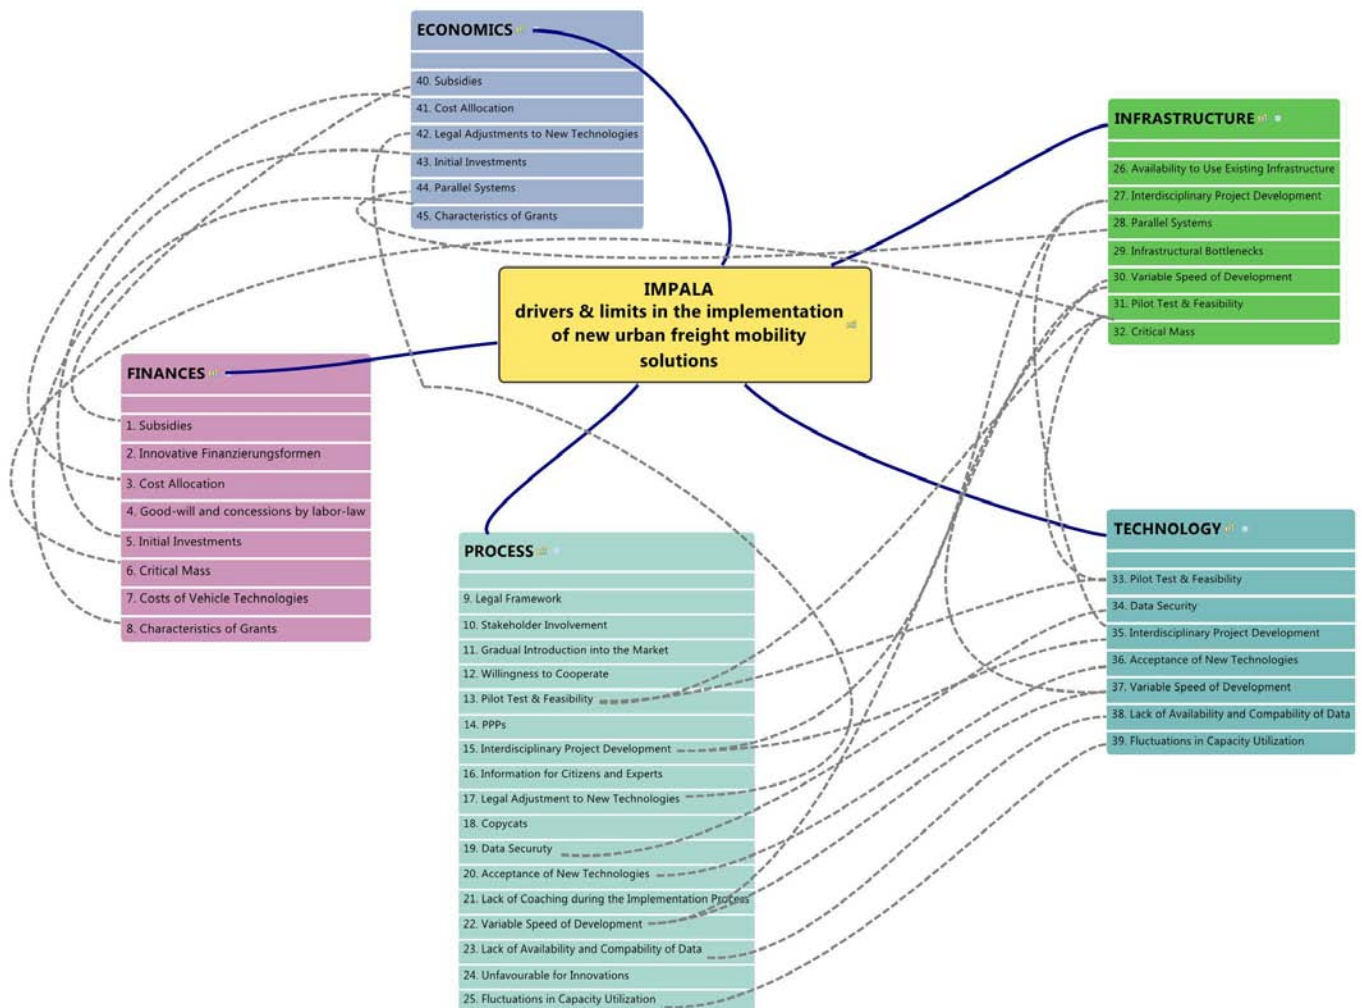 ECONOMICS
40. Subsidies
41. Cost Alllocation
42. Legal Adjustments to New Technologies
43. Initial Investments
44. Parallel Systems
45. Characteristics of Grants
INFRASTRUCTURE
26. Availability to Use Existing Infrastructure
27. Interdisciplinary Project Development
28. Parallel Systems
29. Infrastructural Bottlenecks
30. Variable Speed of Development
31. Pilot Test & Feasibility
32. Critical Mass
IMPALA
drivers & limits in the implementation
of new urban freight mobility
solutions
FINANCES
1. Subsidies
2. Innovative Finanzierungsformen
3. Cost Allocation
4. Good-will and concessions by labor-law
5. Initial Investments
6. Critical Mass
7. Costs of Vehicle Technologies
8. Characteristics of Grants
PROCESS
9. Legal Framework
10. Stakeholder Involvement
11. Gradual Introduction into the Market
12. Willingness to Cooperate
13. Pilot Test & Feasibility
14. PPPs
15. Interdisciplinary Project Development
16. Information for Citizens and Experts
17. Legal Adjustment to New Technologies
18. Copycats
19. Data Securuty
20. Acceptance of New Technologies
21. Lack of Coaching during the Implementation Process
22. Variable Speed of Development
23. Lack of Availability and Compability of Data
24. Unfavourable for Innovations
25. Fluctuations in Capacity Utilization
TECHNOLOGY
33. Pilot Test & Feasibility
34. Data Security
35. Interdisciplinary Project Development
36. Acceptance of New Technologies
37. Variable Speed of Development
38. Lack of Availability and Compability of Data
39. Fluctuations in Capacity Utilization